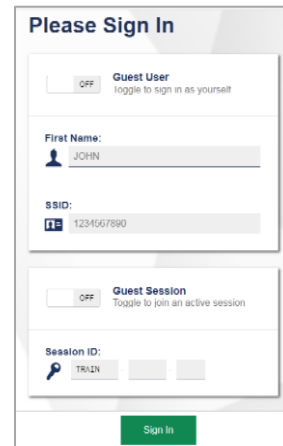 Please Sign In
OFF
Guest User
Toggle to sign in as yourself
First Name:
JOHN
SSID:
1234567890
OFF
Guest Session
Toggle to join an active session
Session ID:
TRAIN - -
Sign In